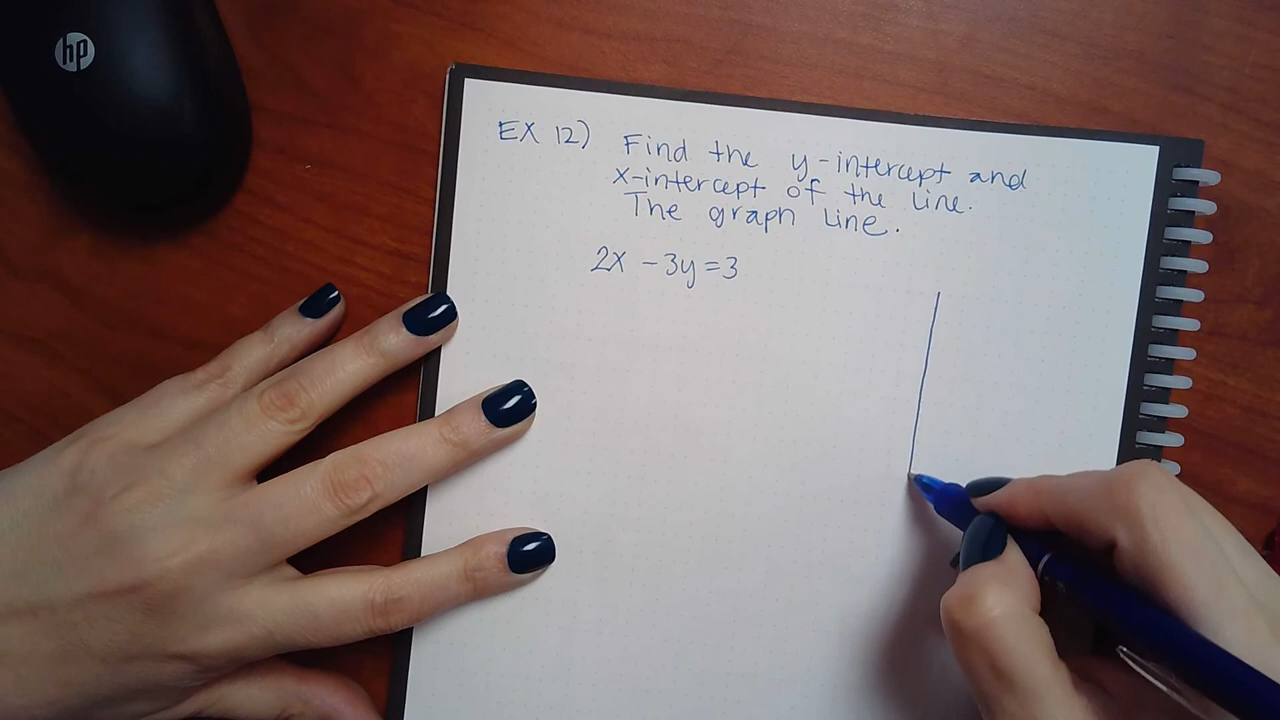 hp
EX 12) Find the y-intercept and
x-intercept of the line.
The graph line.
2x - 3y = 3